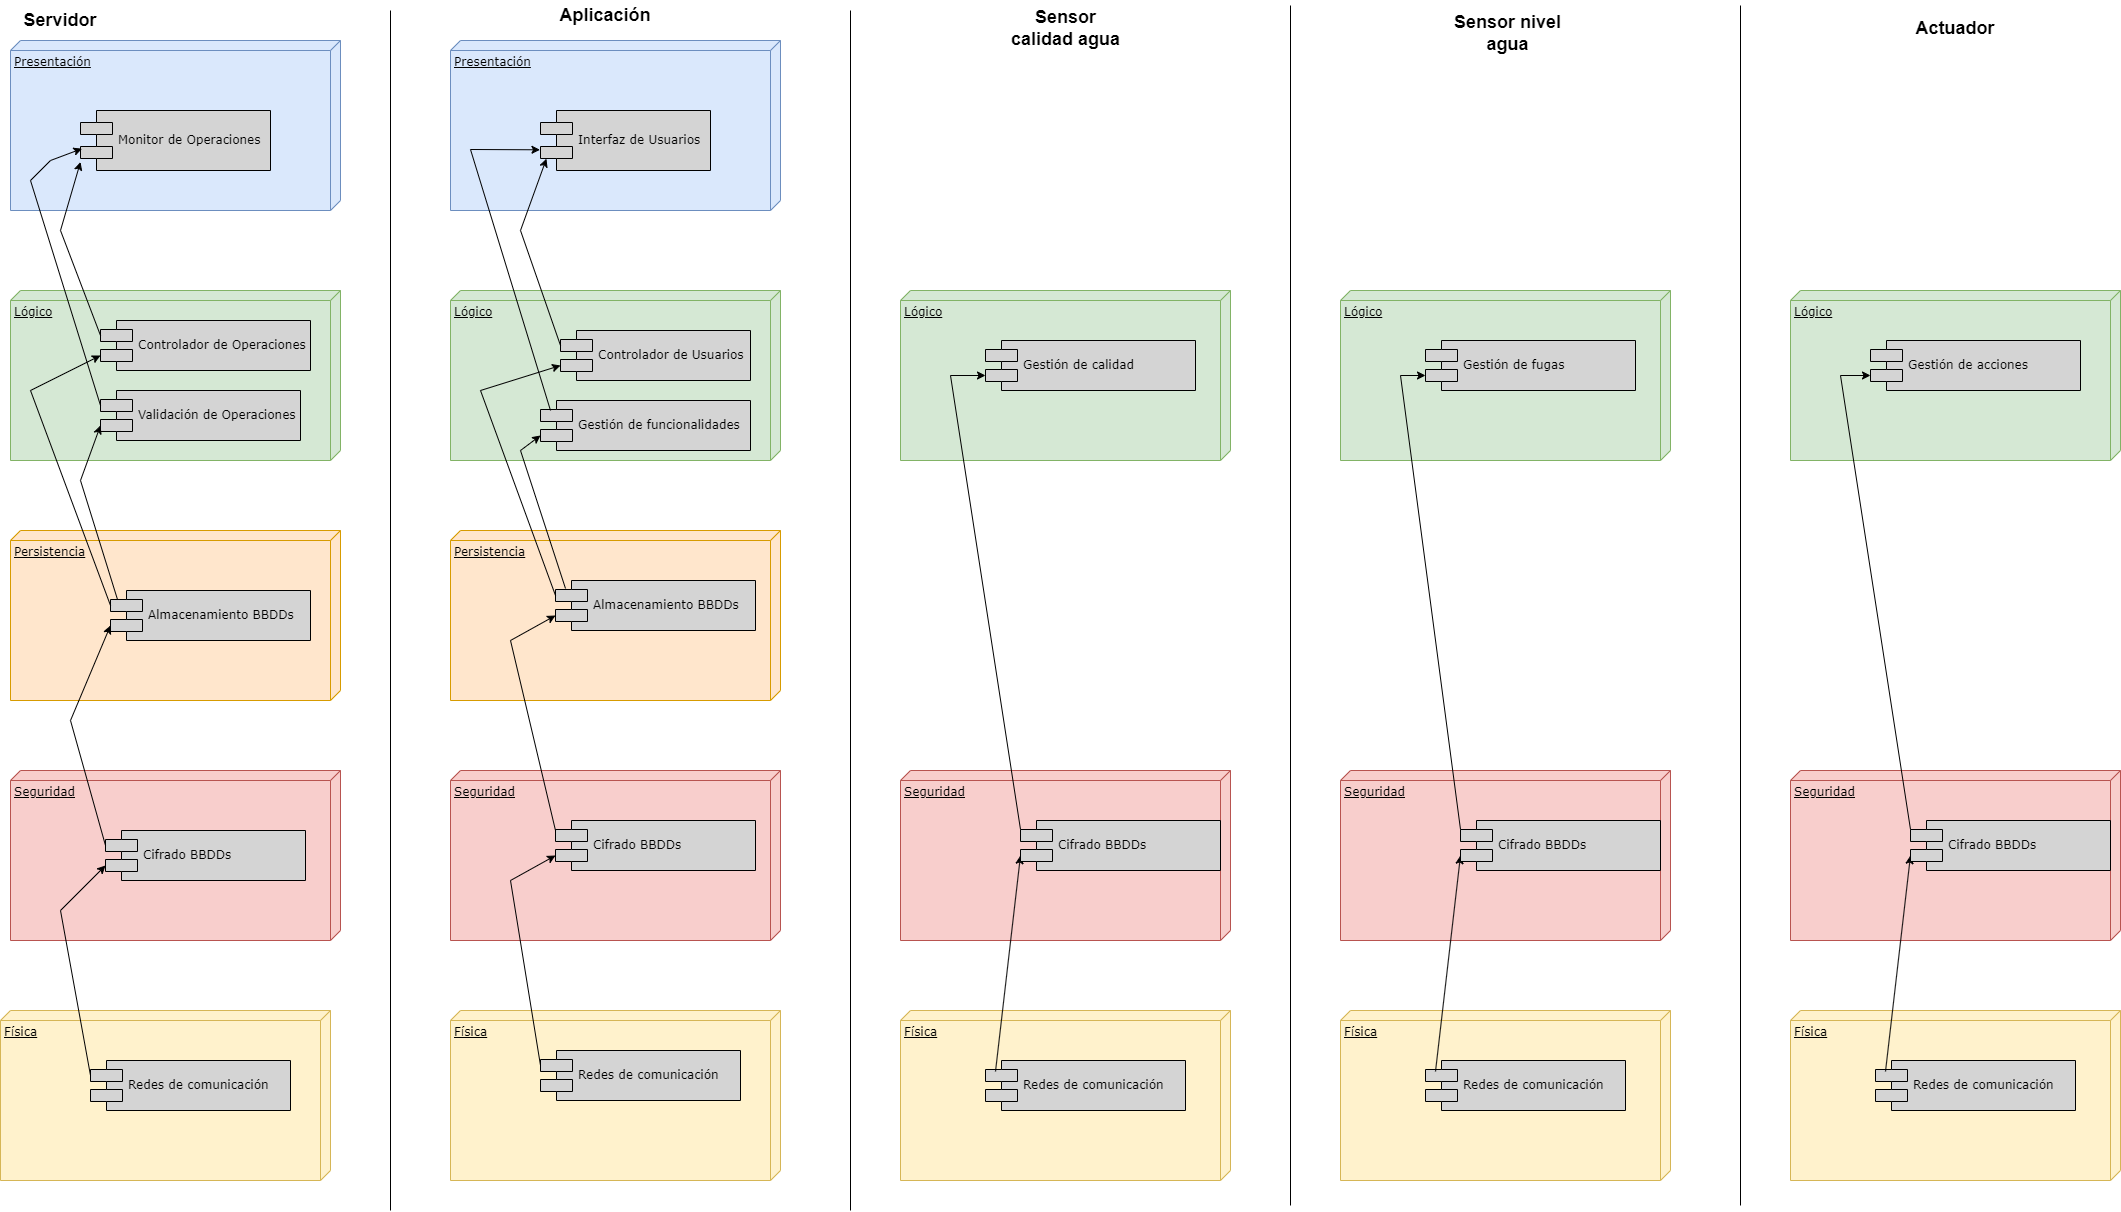 Servidor
Aplicación
Sensor
calidad agua
Sensor nivel
agua
Actuador
Presentación
Monitor de Operaciones
Presentación
Interfaz de Usuarios
Lógico
Controlador de Operaciones
Validación de Operaciones
Lógico
Controlador de Usuarios
Gestión de funcionalidades
Lógico
Gestión de calidad
Lógico
Gestión de fugas
Lógico
Gestión de acciones
Persistencia
Almacenamiento BBDDs
Persistencia
Almacenamiento BBDDs
Seguridad
Cifrado BBDDs
Seguridad
Cifrado BBDDs
Seguridad
Cifrado BBDDs
Seguridad
Cifrado BBDDs
Seguridad
Cifrado BBDDs
Física
Redes de comunicación
Física
Redes de comunicación
Física
Redes de comunicación
Física
Redes de comunicación
Física
Redes de comunicación